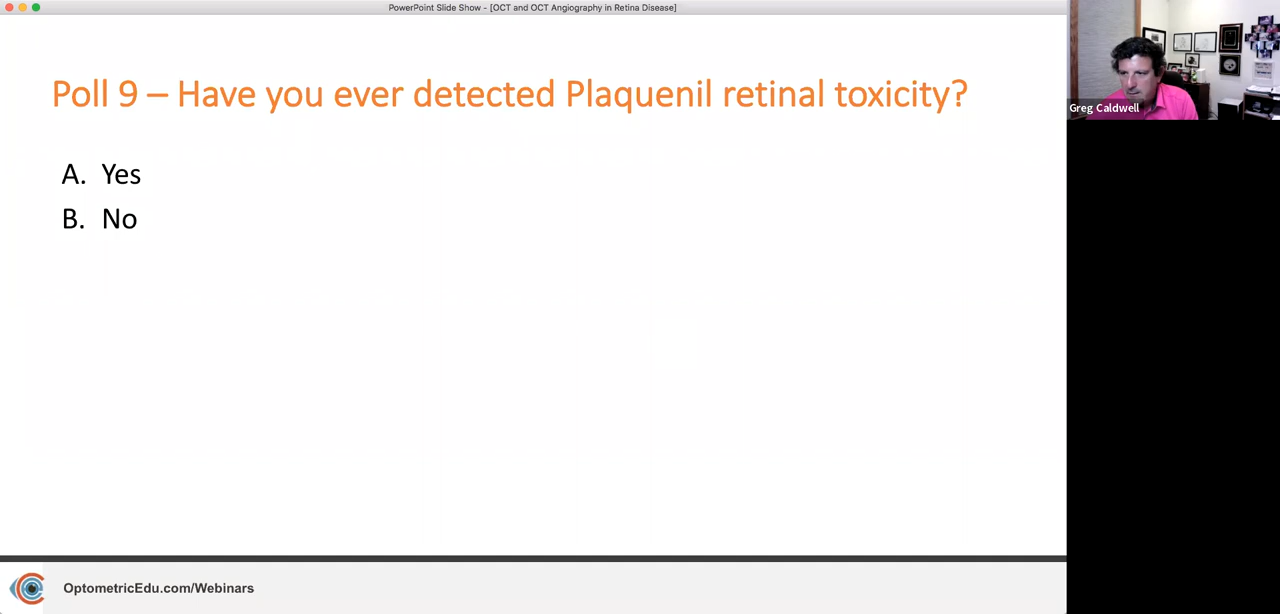 PowerPoint Slide Show - [OCT and OCT Angiography in Retina Disease]
Poll 9 – Have you ever detected Plaquenil retinal toxicity?
A. Yes
B. No
Greg Caldwell
OptometricEdu.com/Webinars